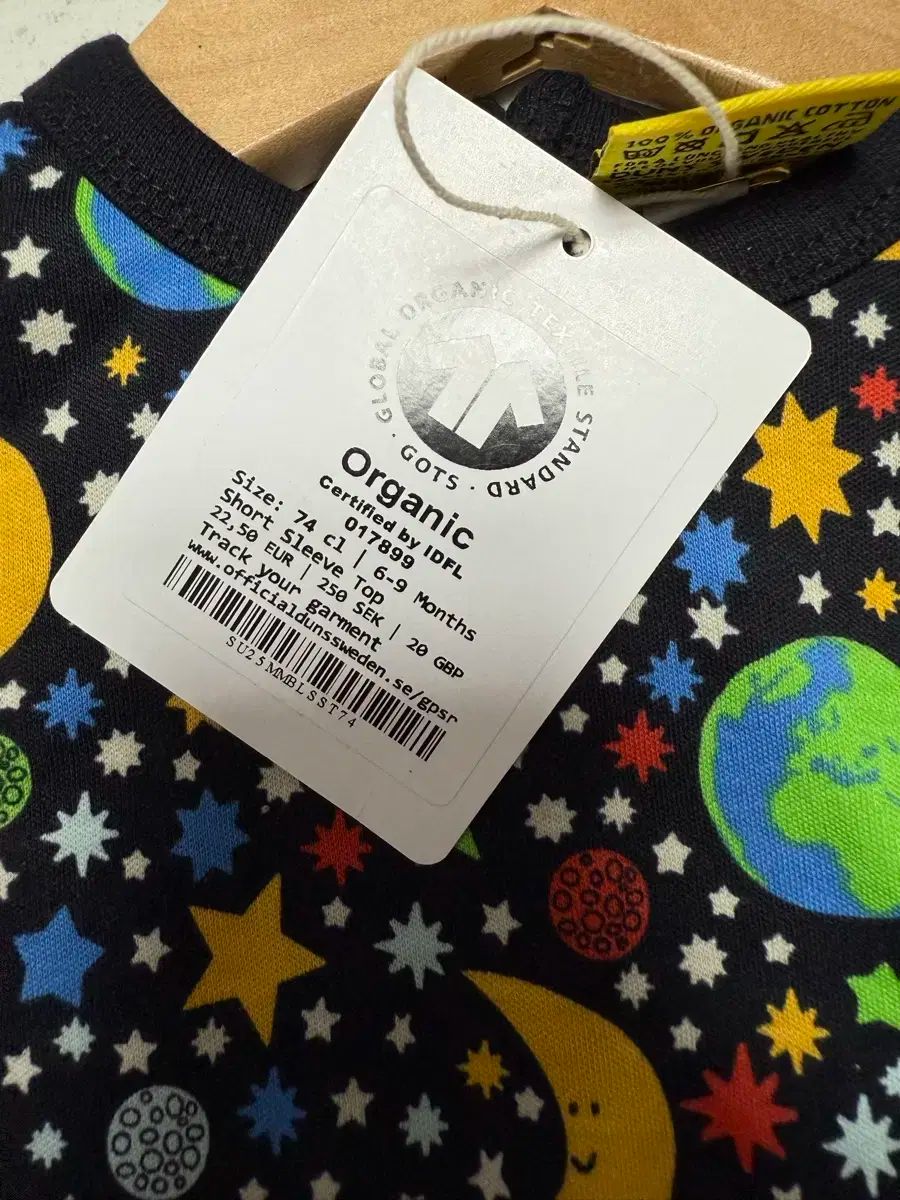 100% ORGANIC COTTON
GLOBAL ORGANIC TEXTILE STANDARD · GOTS ·
Organic
Certified by IDFL
017899
Size: 74 cl | 6-9 Months
Short Sleeve Top
22,50 EUR | 250 SEK | 20 GBP
Track your garment
www.officialdunssweden.se/gpsr
SU25MMBLSST74